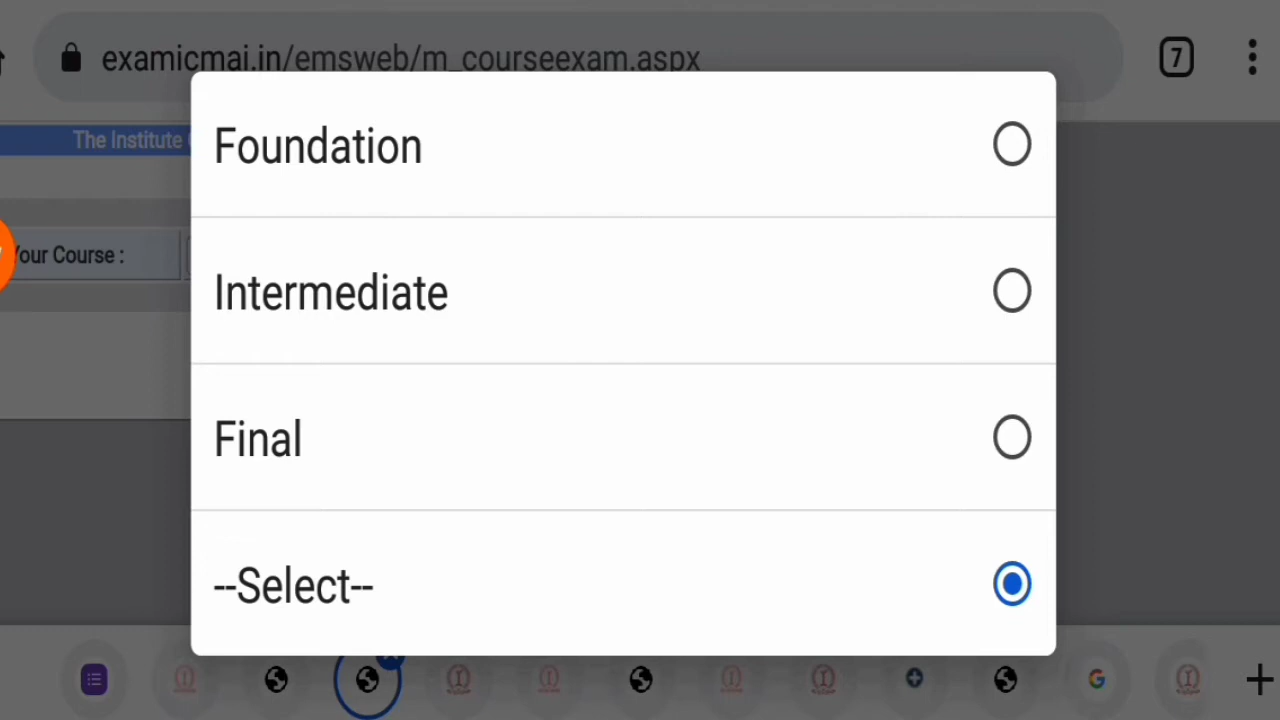 examicmai.in/emsweb/m_courseexam.aspx
7
The Institute
Your Course :
Foundation
Intermediate
Final
--Select--